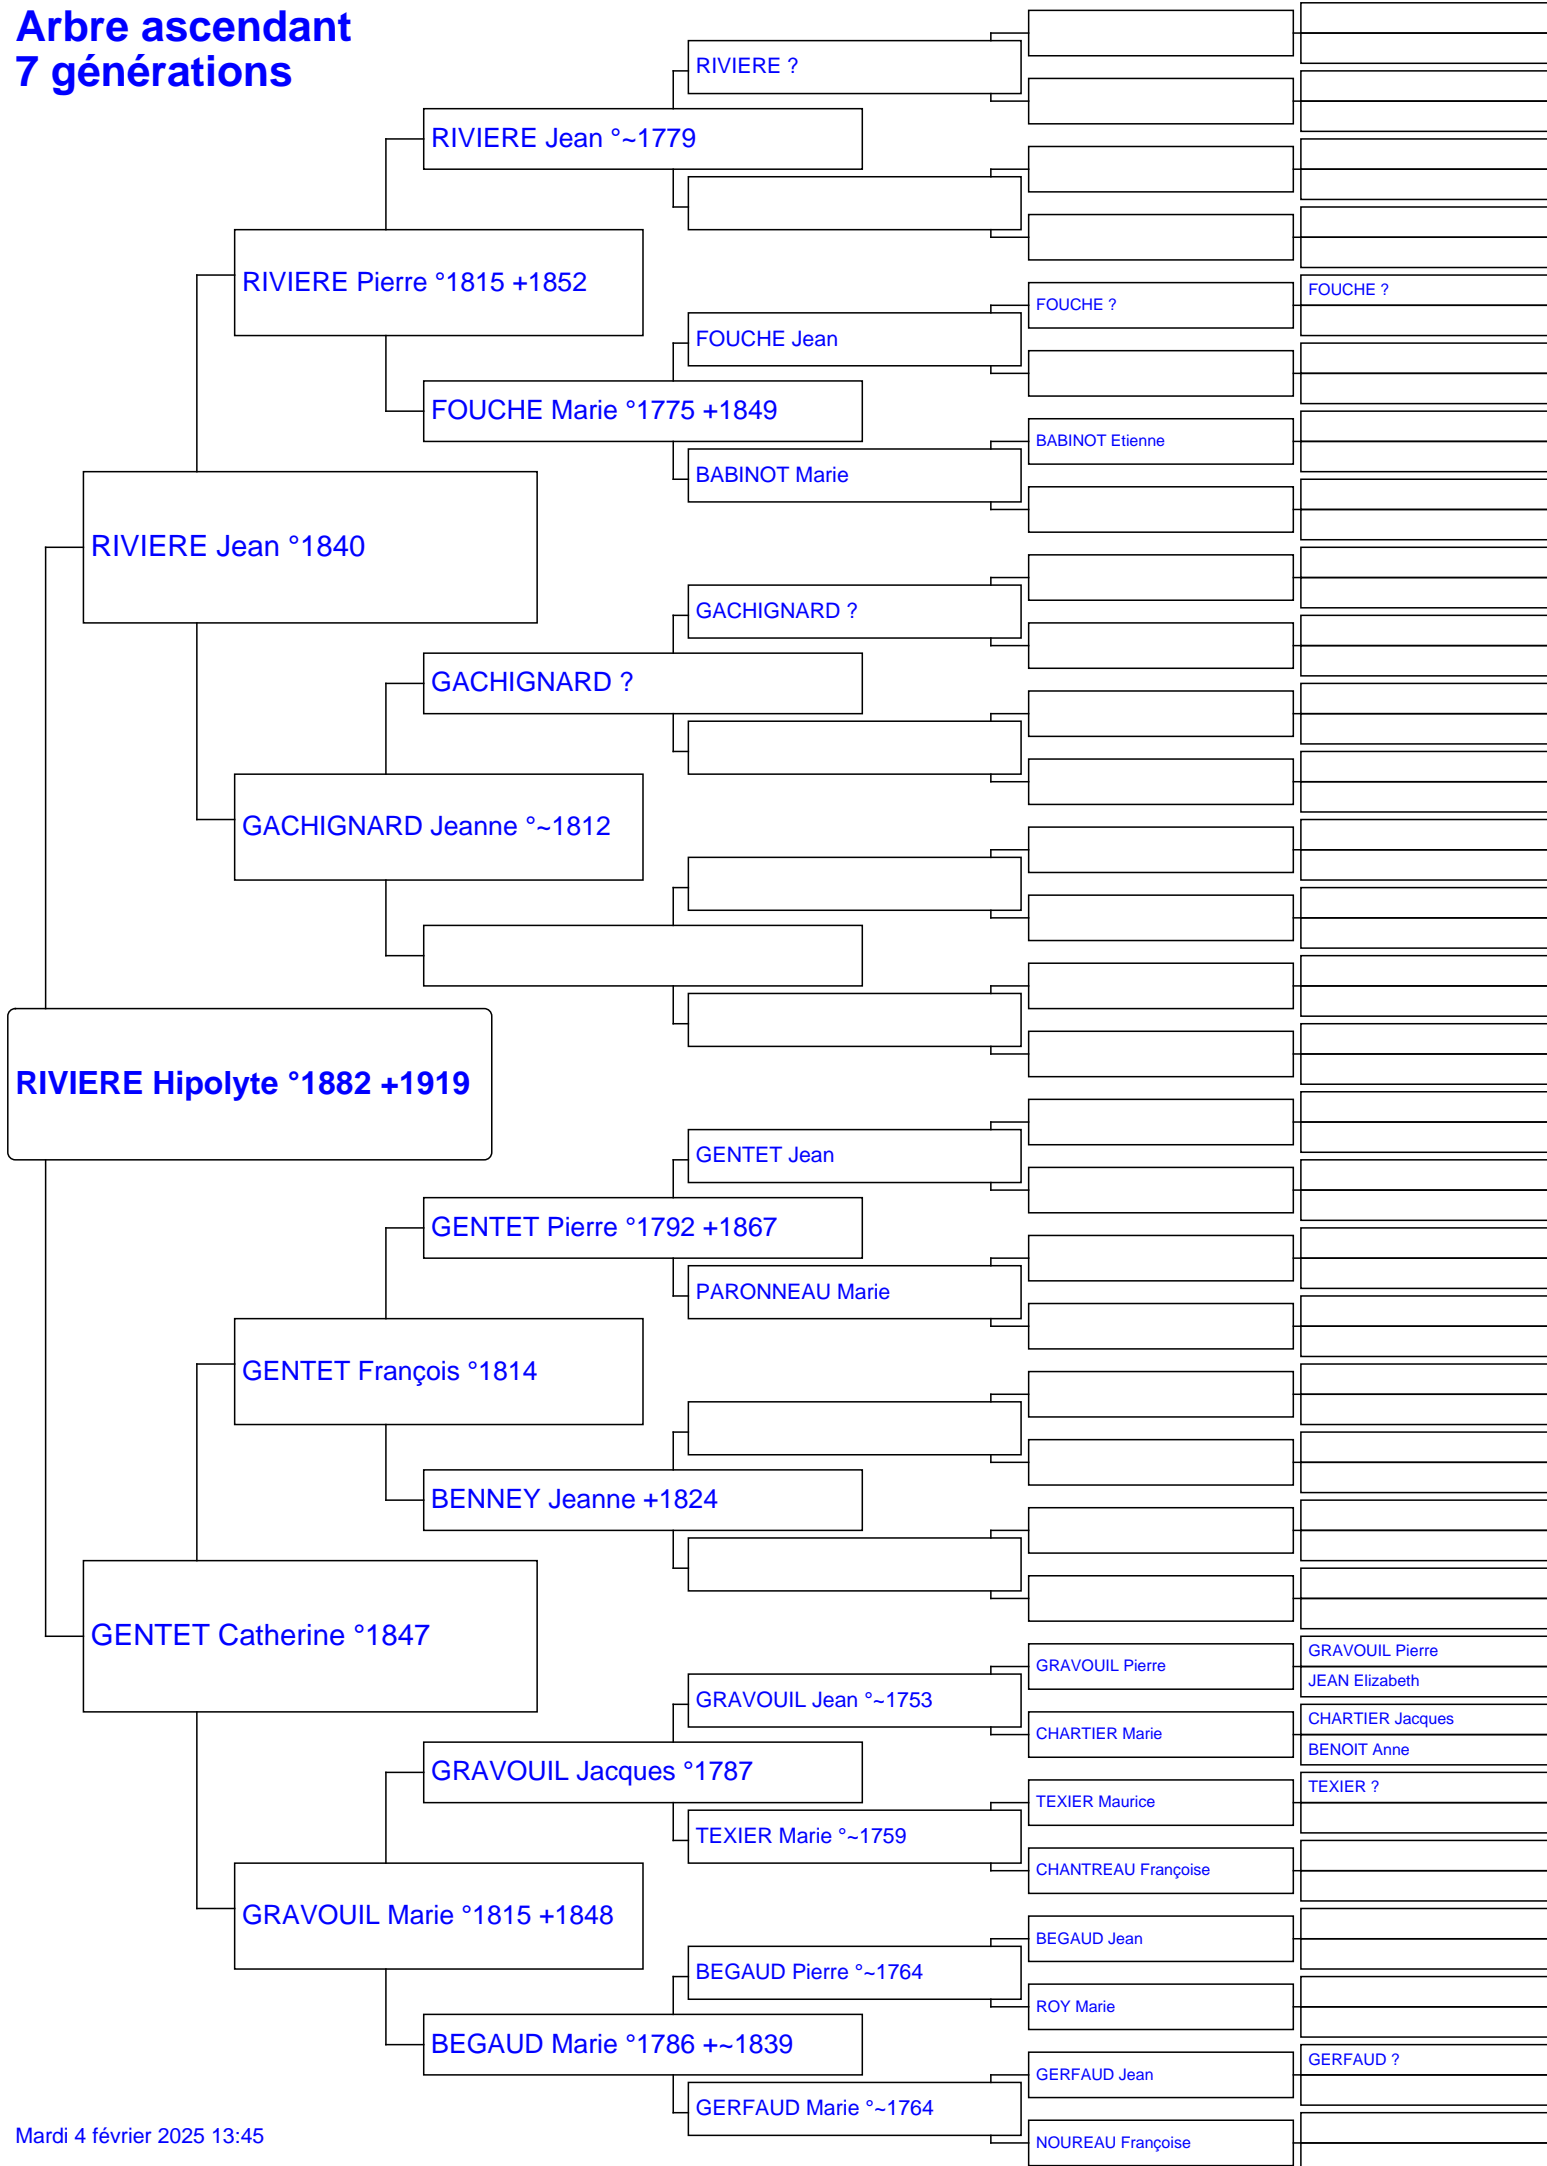 Arbre ascendant
7 générations
RIVIERE ?
RIVIERE Jean °~1779
RIVIERE Pierre °1815 +1852
FOUCHE ?
FOUCHE ?
FOUCHE Jean
FOUCHE Marie °1775 +1849
BABINOT Etienne
BABINOT Marie
RIVIERE Jean °1840
GACHIGNARD ?
GACHIGNARD ?
GACHIGNARD Jeanne °~1812
RIVIERE Hipolyte °1882 +1919
GENTET Jean
GENTET Pierre °1792 +1867
PARONNEAU Marie
GENTET François °1814
BENNEY Jeanne +1824
GENTET Catherine °1847
GRAVOUIL Pierre
GRAVOUIL Pierre
JEAN Elizabeth
GRAVOUIL Jean °~1753
CHARTIER Jacques
CHARTIER Marie
BENOIT Anne
GRAVOUIL Jacques °1787
TEXIER ?
TEXIER Maurice
TEXIER Marie °~1759
CHANTREAU Françoise
GRAVOUIL Marie °1815 +1848
BEGAUD Jean
BEGAUD Pierre °~1764
ROY Marie
BEGAUD Marie °1786 +~1839
GERFAUD ?
GERFAUD Jean
GERFAUD Marie °~1764
NOUREAU Françoise
Mardi 4 février 2025 13:45